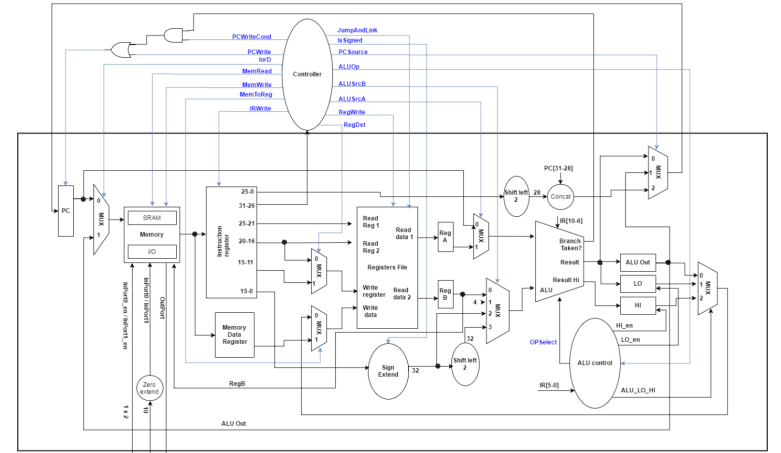 JumpAndLink
IsSigned
PCWriteCond
PCSource
PCWrite
IorD
ALUOp
MemRead
Controller
MemWrite
ALUSrcB
MemToReg
ALUSrcA
IRWrite
RegWrite
RegDst
PC[31-28]
0
MUX
1
2
25-0
Shift left
2
28
Concat
31-26
PC
0
MUX
1
SRAM
Memory
I/O
Instruction
register
25-21
20-16
15-11
15-0
Read
Reg 1
Read
data 1
Read
Reg 2
Registers File
Read
data 2
Write
register
Write
data
Reg
A
0
MUX
1
IR[10-6]
Branch
Taken?
Result
Result Hi
ALU
ALU Out
LO
HI
0
MUX
1
2
0
MUX
1
Reg
B
0
1
2
3
MUX
4
Memory
Data
Register
0
MUX
1
InPort0_en / InPort1_en
InPort0 / InPort1
OutPort
HI_en
LO_en
OPSelect
ALU control
32
Sign
Extend
32
Shift left
2
Zero
extend
RegB
IR[5-0]
ALU_LO_HI
1 x 2
10
ALU Out